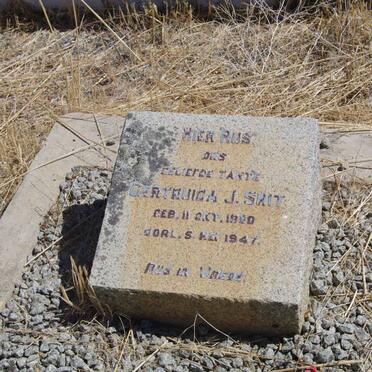 HIER RUS
ONS
GELIEFDE TANTE
GERTRUIDA J. SMIT
GEB. 11 OKT. 1880
OORL. 5 MEI 1947.
RUS IN VREDE